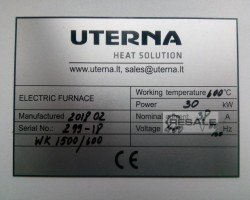 UTERNA
HEAT SOLUTION
www.uterna.lt, sales@uterna.lt
ELECTRIC FURNACE
Working temperature 600 °C
Power 30 kW
Manufactured 2018 02
Nominal
Serial No.: 299-18
Voltage
WK 1500/600
RESALE
CE